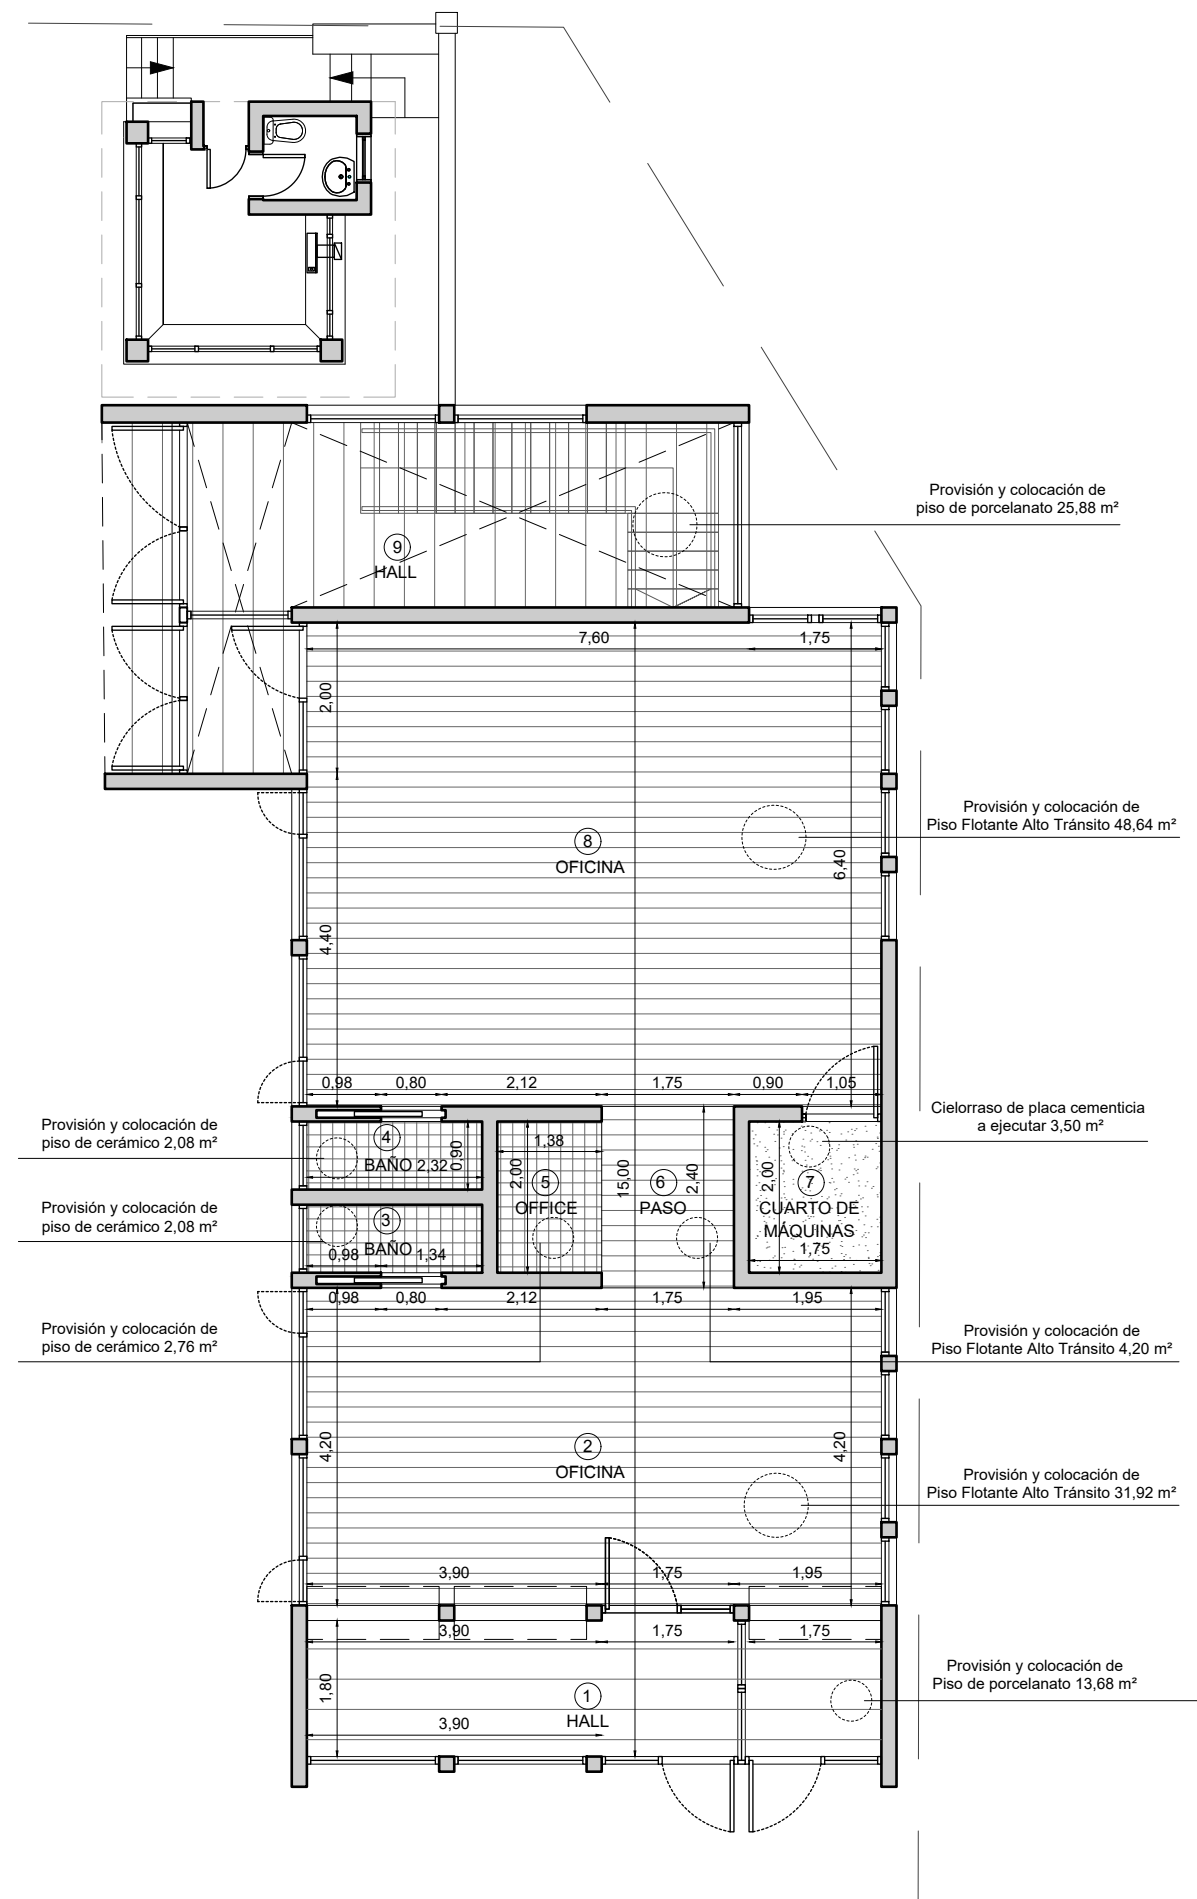 Provisión y colocación de
piso de porcelanato 25,88 m²
9
HALL
7,60
1,75
2,00
Provisión y colocación de
Piso Flotante Alto Tránsito 48,64 m²
8
OFICINA
6,40
4,40
0,98
0,80
2,12
1,75
0,90
1,05
Provisión y colocación de
piso de cerámico 2,08 m²
Cielorraso de placa cementicia
a ejecutar 3,50 m²
4
BAÑO 2,32
0,90
1,38
2,00
5
OFFICE
15,00
6
PASO
2,40
2,00
7
CUARTO DE
MÁQUINAS
1,75
Provisión y colocación de
piso de cerámico 2,08 m²
3
BAÑO
0,98
1,34
0,98
0,80
2,12
1,75
1,95
Provisión y colocación de
piso de cerámico 2,76 m²
Provisión y colocación de
Piso Flotante Alto Tránsito 4,20 m²
4,20
2
OFICINA
4,20
Provisión y colocación de
Piso Flotante Alto Tránsito 31,92 m²
3,90
1,75
1,95
3,90
1,75
1,75
1,80
1
HALL
3,90
Provisión y colocación de
Piso de porcelanato 13,68 m²